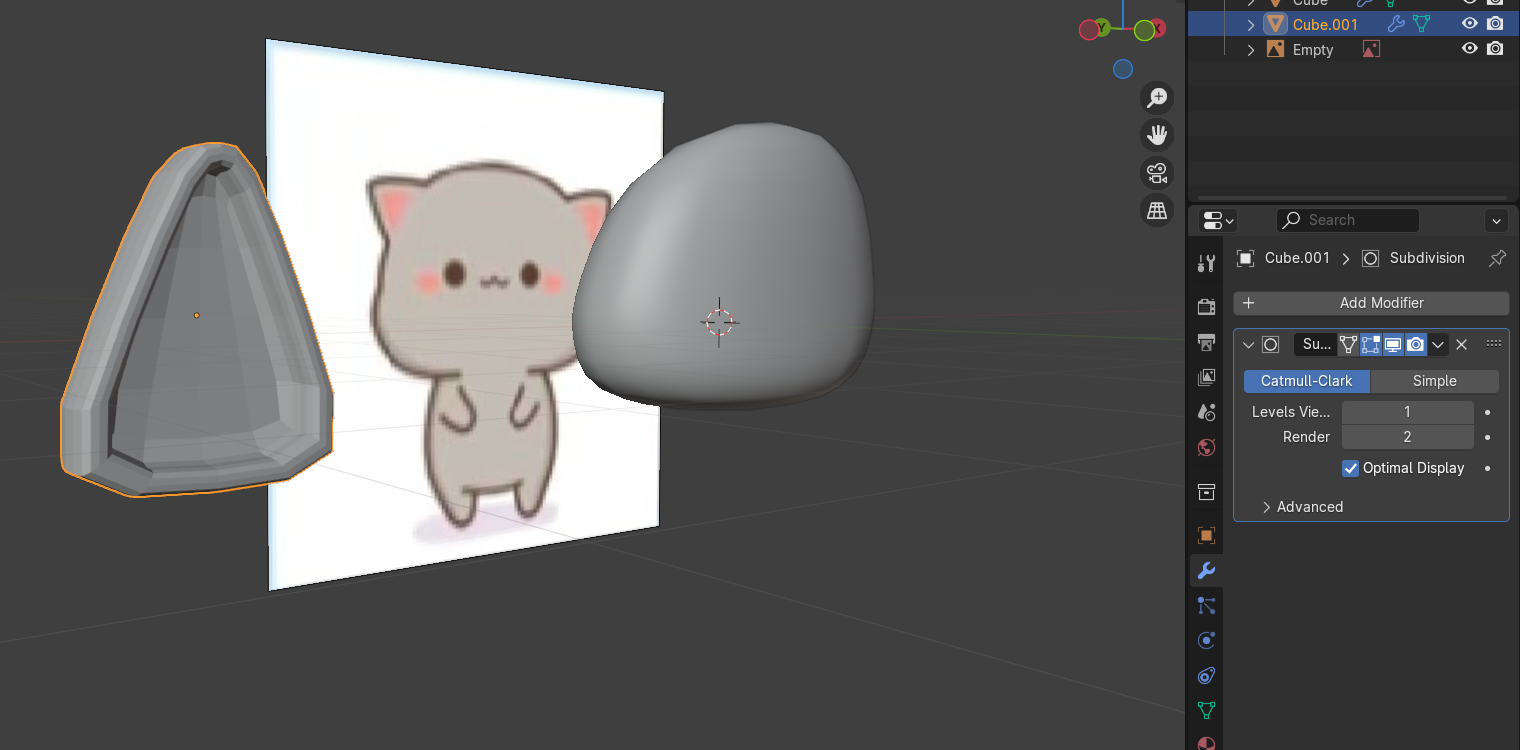 Cube
Cube.001
Empty
Y
X
Search
Cube.001 > Subdivision
+ Add Modifier
Su...
Catmull-Clark Simple
Levels Vie... 1
Render 2
Optimal Display
Advanced